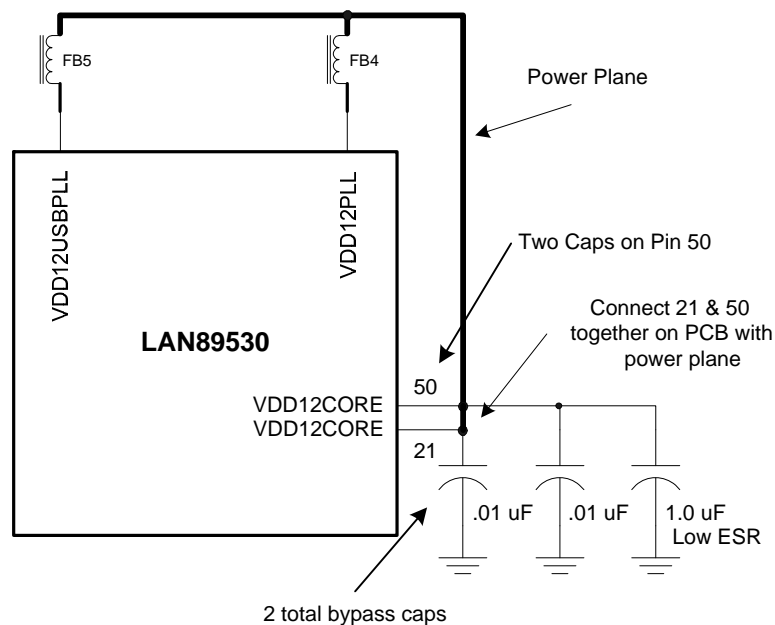 FB5
FB4
Power Plane
VDD12USBPLL
VDD12PLL
Two Caps on Pin 50
Connect 21 & 50
together on PCB with
power plane
LAN89530
50
VDD12CORE
VDD12CORE
21
.01 uF
.01 uF
1.0 uF
Low ESR
2 total bypass caps